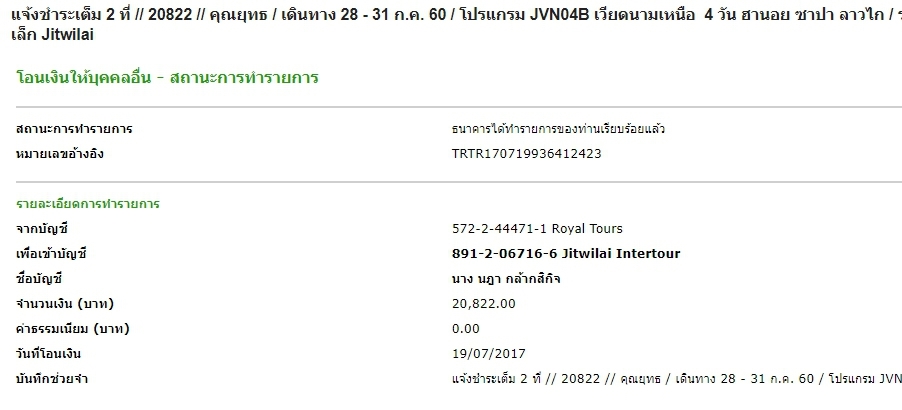 แจ้งชำระเต็ม 2 ที่ // 20822 // คุณยุทธ / เดินทาง 28 - 31 ก.ค. 60 / โปรแกรม JVN04B เวียดนามเหนือ 4 วัน ฮานอย ซาปา ลาวไก /
เล็ก Jitwilai
โอนเงินให้บุคคลอื่น - สถานะการทำรายการ
สถานะการทำรายการ ธนาคารได้ทำรายการของท่านเรียบร้อยแล้ว
หมายเลขอ้างอิง TRTR170719936412423
รายละเอียดการทำรายการ
จากบัญชี 572-2-44471-1 Royal Tours
เพื่อเข้าบัญชี 891-2-06716-6 Jitwilai Intertour
ชื่อบัญชี นาง นฎา กล้ากสิกิจ
จำนวนเงิน (บาท) 20,822.00
ค่าธรรมเนียม (บาท) 0.00
วันที่โอนเงิน 19/07/2017
บันทึกช่วยจำ แจ้งชำระเต็ม 2 ที่ // 20822 // คุณยุทธ / เดินทาง 28 - 31 ก.ค. 60 / โปรแกรม JVN